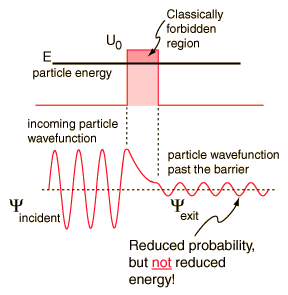 Classically
forbidden
region
U0
E
particle energy
incoming particle
wavefunction
particle wavefunction
past the barrier
Ψincident
Ψexit
Reduced probability,
but not reduced
energy!